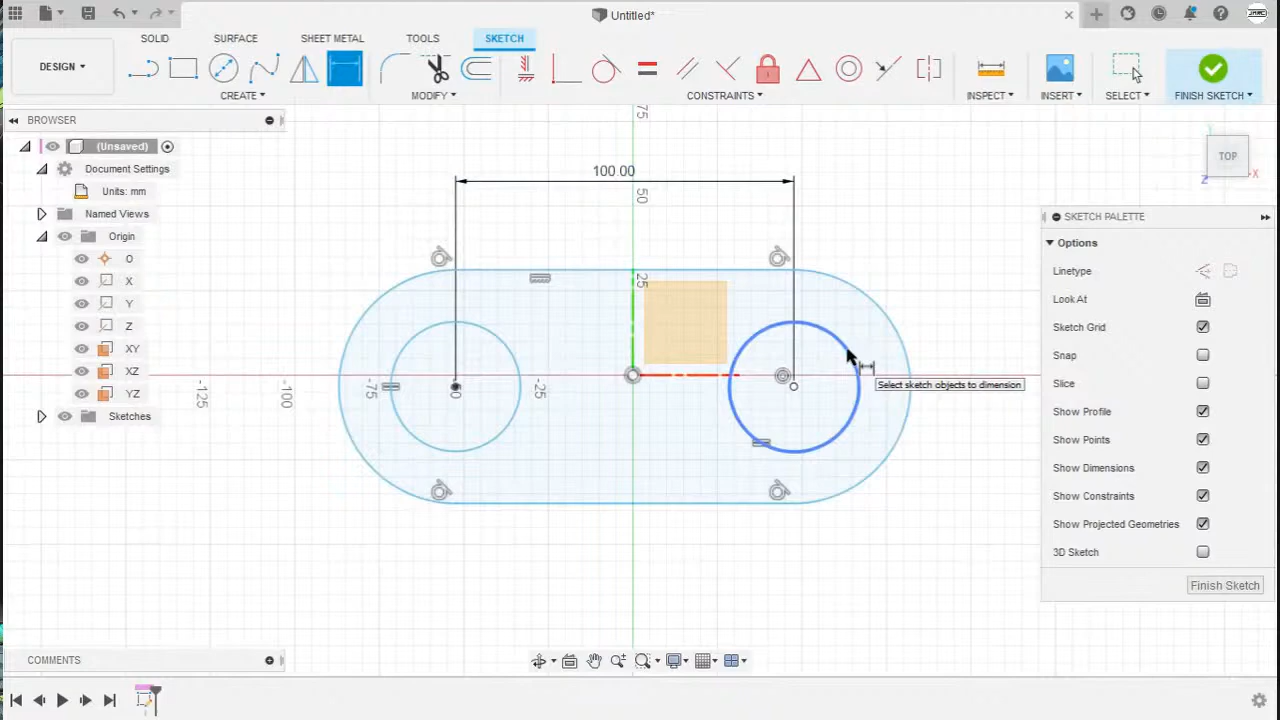 Untitled*
DESIGN
SOLID
SURFACE
SHEET METAL
TOOLS
SKETCH
CREATE
MODIFY
CONSTRAINTS
INSPECT
INSERT
SELECT
FINISH SKETCH
BROWSER
(Unsaved)
Document Settings
Units: mm
Named Views
Origin
O
X
Y
Z
XY
XZ
YZ
Sketches
75
100.00
50
25
-125
-100
-75
-25
Select sketch objects to dimension
TOP
X
Z
Y
SKETCH PALETTE
Options
Linetype
Look At
Sketch Grid
Snap
Slice
Show Profile
Show Points
Show Dimensions
Show Constraints
Show Projected Geometries
3D Sketch
Finish Sketch
COMMENTS